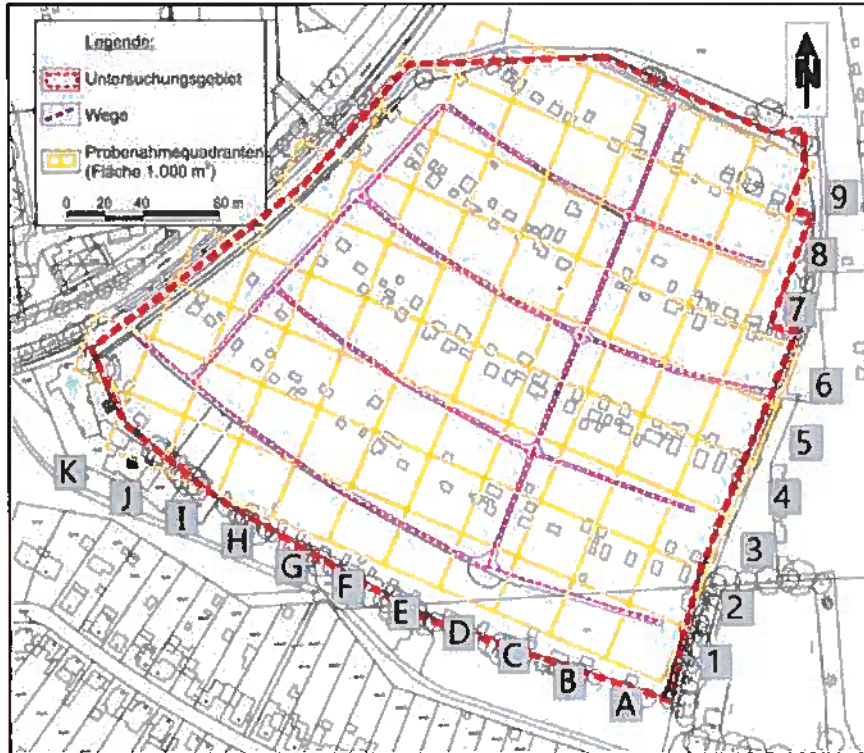 Legende:
Untersuchungsgebiet
Wege
Probenahmequadranten
(Fläche 1.000 m²)
0 20 40 80 m
N
9
8
7
6
5
4
3
2
1
K
J
I
H
G
F
E
D
C
B
A